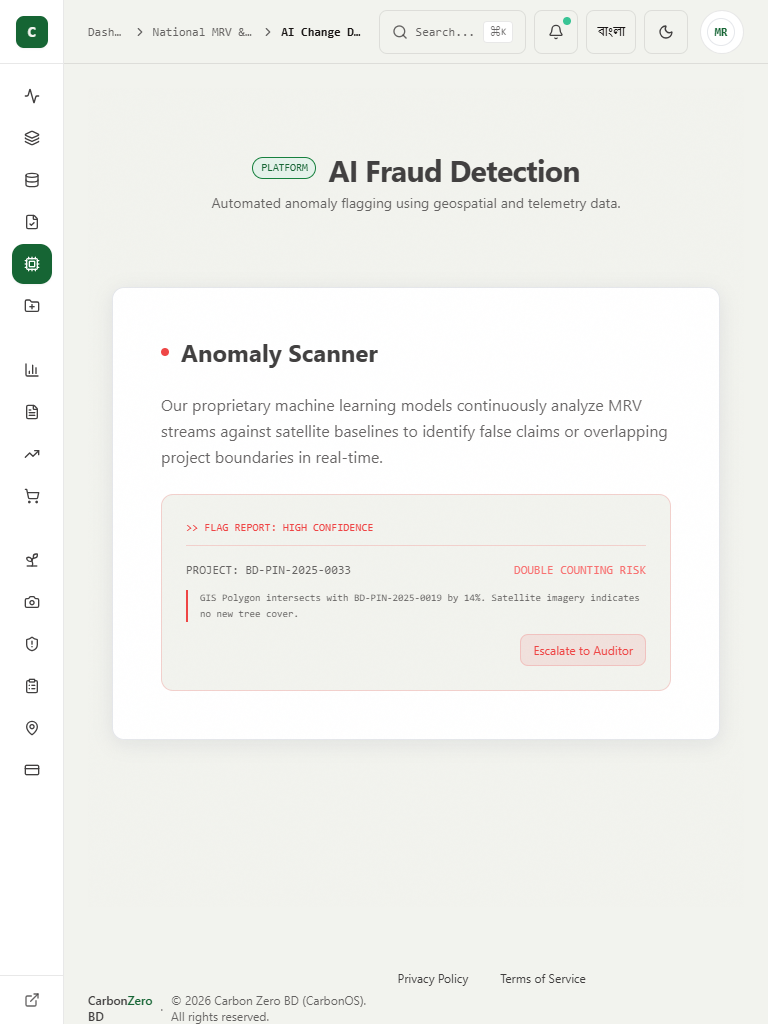 C
Dash… > National MRV &… > AI Change D…
Search... ⌘K
বাংলা
MR
PLATFORM
AI Fraud Detection
Automated anomaly flagging using geospatial and telemetry data.
Anomaly Scanner
Our proprietary machine learning models continuously analyze MRV
streams against satellite baselines to identify false claims or overlapping
project boundaries in real-time.
>> FLAG REPORT: HIGH CONFIDENCE
PROJECT: BD-PIN-2025-0033
DOUBLE COUNTING RISK
GIS Polygon intersects with BD-PIN-2025-0019 by 14%. Satellite imagery indicates
no new tree cover.
Escalate to Auditor
Privacy Policy
Terms of Service
CarbonZero
BD
·
© 2026 Carbon Zero BD (CarbonOS).
All rights reserved.